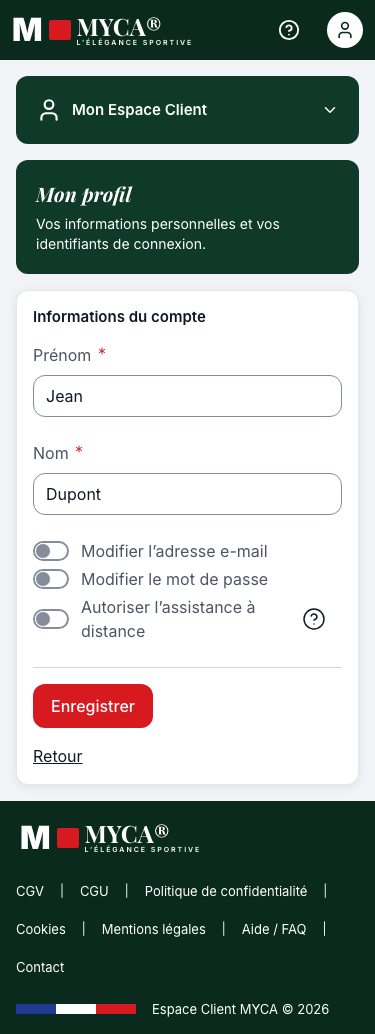 M MYCA®
L'ÉLÉGANCE SPORTIVE
Mon Espace Client
Mon profil
Vos informations personnelles et vos
identifiants de connexion.
Informations du compte
Prénom *
Jean
Nom *
Dupont
Modifier l’adresse e-mail
Modifier le mot de passe
Autoriser l’assistance à
distance
Enregistrer
Retour
M MYCA®
L'ÉLÉGANCE SPORTIVE
CGV | CGU | Politique de confidentialité |
Cookies | Mentions légales | Aide / FAQ |
Contact
Espace Client MYCA © 2026